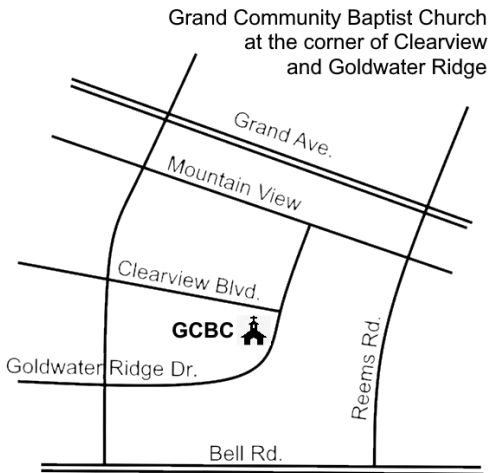 Grand Community Baptist Church
at the corner of Clearview
and Goldwater Ridge
Grand Ave.
Mountain View
Clearview Blvd.
GCBC
Goldwater Ridge Dr.
Reems Rd.
Bell Rd.